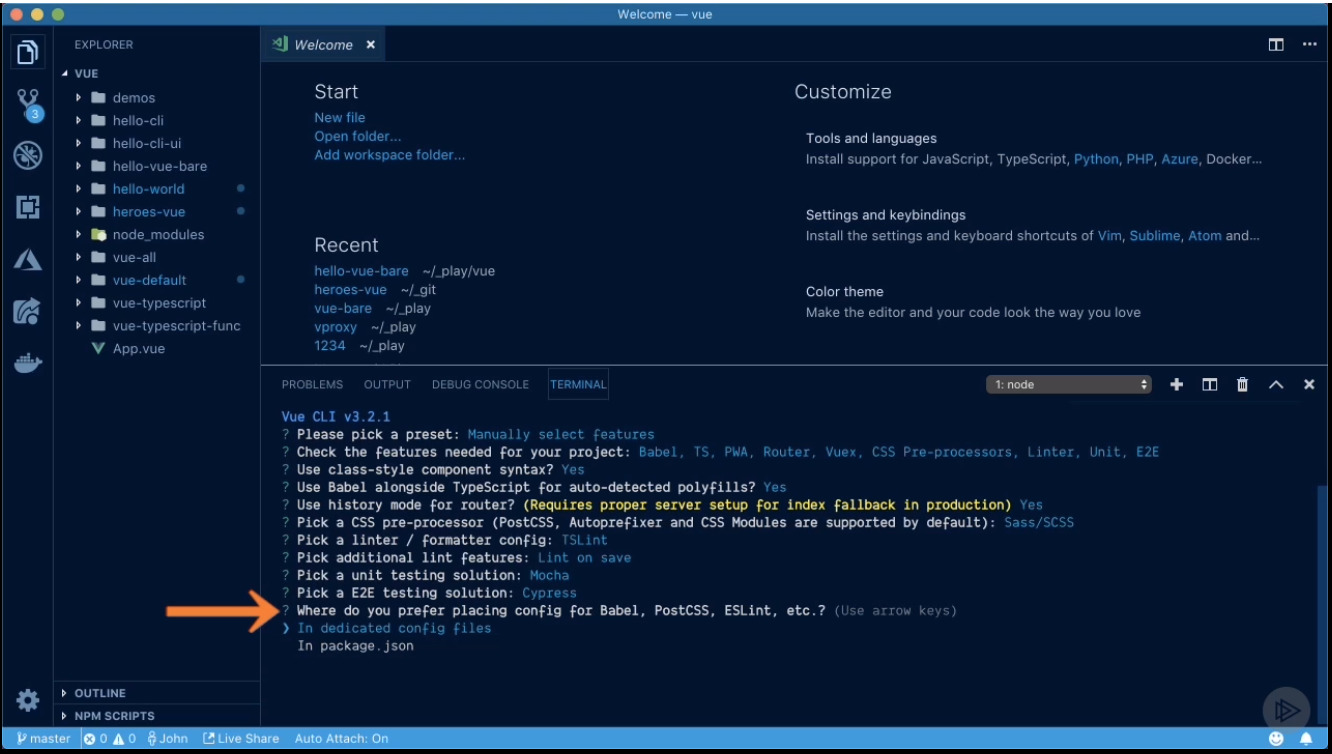 Welcome — vue
EXPLORER
VUE
demos
hello-cli
hello-cli-ui
hello-vue-bare
hello-world
heroes-vue
node_modules
vue-all
vue-default
vue-typescript
vue-typescript-func
App.vue
OUTLINE
NPM SCRIPTS
3
Welcome
Start
New file
Open folder...
Add workspace folder...
Recent
hello-vue-bare ~/_play/vue
heroes-vue ~/_git
vue-bare ~/_play
vproxy ~/_play
1234 ~/_play
Customize
Tools and languages
Install support for JavaScript, TypeScript, Python, PHP, Azure, Docker...
Settings and keybindings
Install the settings and keyboard shortcuts of Vim, Sublime, Atom and...
Color theme
Make the editor and your code look the way you love
PROBLEMS OUTPUT DEBUG CONSOLE TERMINAL 1: node
Vue CLI v3.2.1
? Please pick a preset: Manually select features
? Check the features needed for your project: Babel, TS, PWA, Router, Vuex, CSS Pre-processors, Linter, Unit, E2E
? Use class-style component syntax? Yes
? Use Babel alongside TypeScript for auto-detected polyfills? Yes
? Use history mode for router? (Requires proper server setup for index fallback in production) Yes
? Pick a CSS pre-processor (PostCSS, Autoprefixer and CSS Modules are supported by default): Sass/SCSS
? Pick a linter / formatter config: TSLint
? Pick additional lint features: Lint on save
? Pick a unit testing solution: Mocha
? Pick a E2E testing solution: Cypress
? Where do you prefer placing config for Babel, PostCSS, ESLint, etc.? (Use arrow keys)
❯ In dedicated config files
In package.json
master 0 0 John Live Share Auto Attach: On